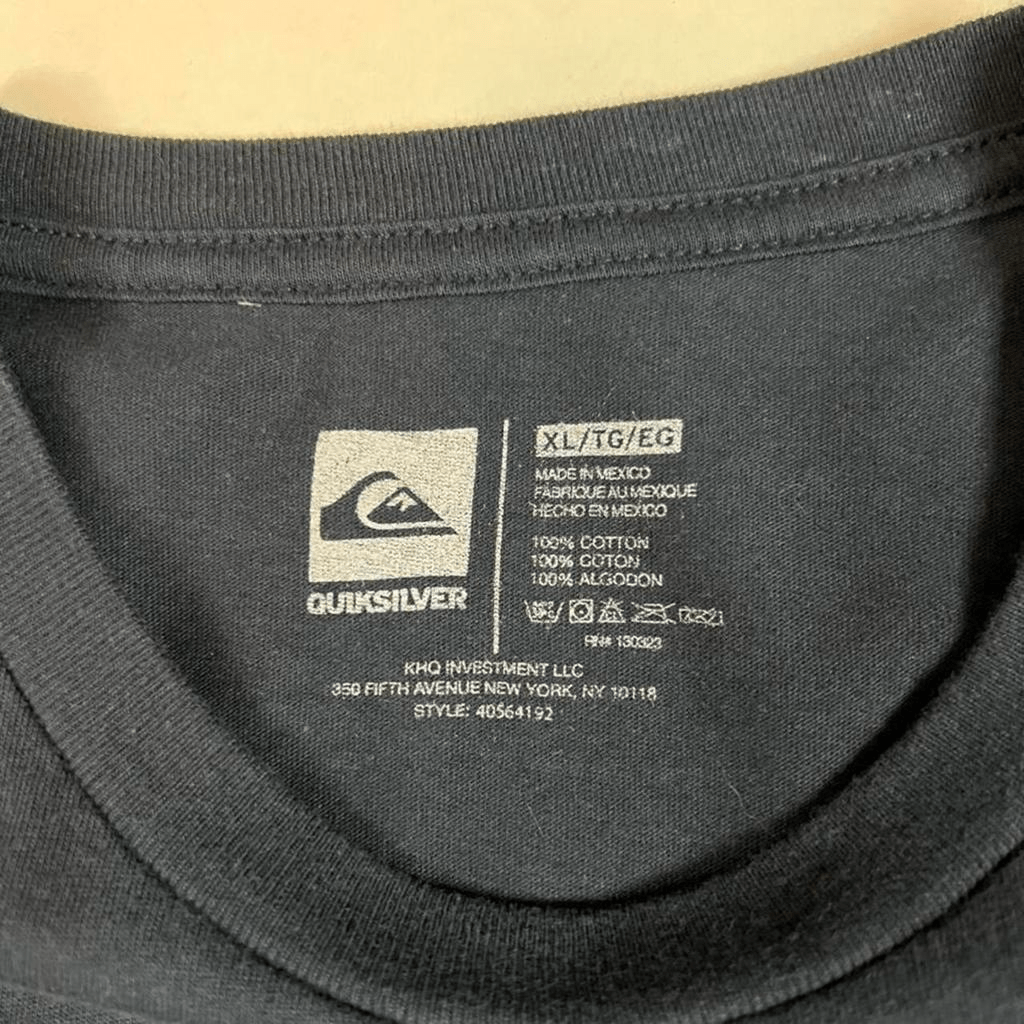 QUIKSILVER
XL/TG/EG
MADE IN MEXICO
FABRIQUE AU MEXIQUE
HECHO EN MEXICO
100% COTTON
100% COTON
100% ALGODON
RN# 130323
KHQ INVESTMENT LLC
350 FIFTH AVENUE NEW YORK, NY 10118
STYLE: 40564192